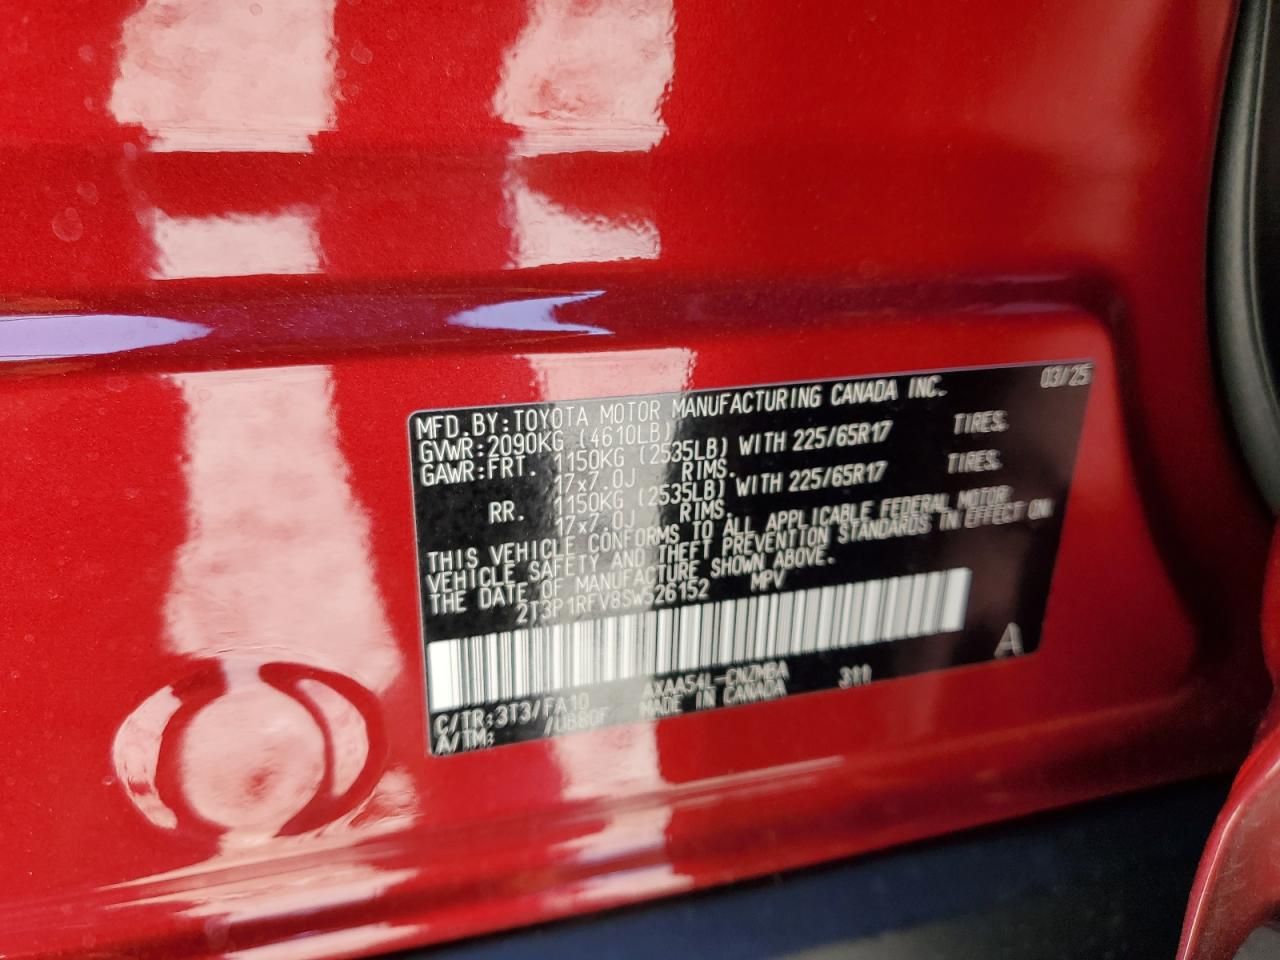 03/25
MFD.BY:TOYOTA MOTOR MANUFACTURING CANADA INC.
GVWR:2090KG (4610LB)
GAWR:FRT. 1150KG (2535LB) WITH 225/65R17 TIRES.
17x7.0J RIMS.
RR. 1150KG (2535LB) WITH 225/65R17 TIRES.
17x7.0J RIMS.
THIS VEHICLE CONFORMS TO ALL APPLICABLE FEDERAL MOTOR
VEHICLE SAFETY AND THEFT PREVENTION STANDARDS IN EFFECT ON
THE DATE OF MANUFACTURE SHOWN ABOVE.
2T3P1RFV8SW526152 MPV
A
C/TR:3T3/FA10 AXAA54L-CNZMBA 311
A/TM: /UB80F MADE IN CANADA